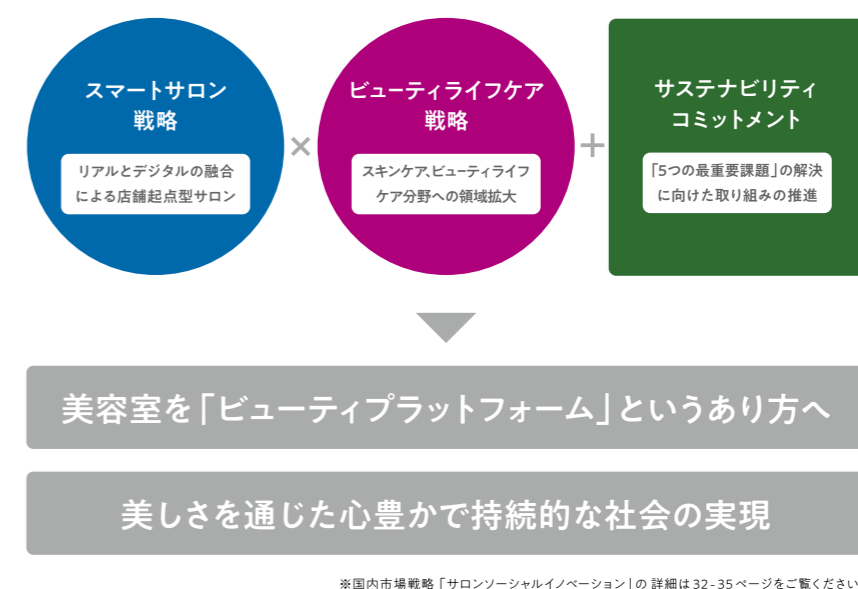 スマートサロン
戦略
リアルとデジタルの融合
による店舗起点型サロン
×
ビューティライフケア
戦略
スキンケア、ビューティライフ
ケア分野への領域拡大
+
サステナビリティ
コミットメント
「5つの最重要課題」の解決
に向けた取り組みの推進
美容室を「ビューティプラットフォーム」というあり方へ
美しさを通じた心豊かで持続的な社会の実現
※国内市場戦略「サロンソーシャルイノベーション」の詳細は32-35ページをご覧ください